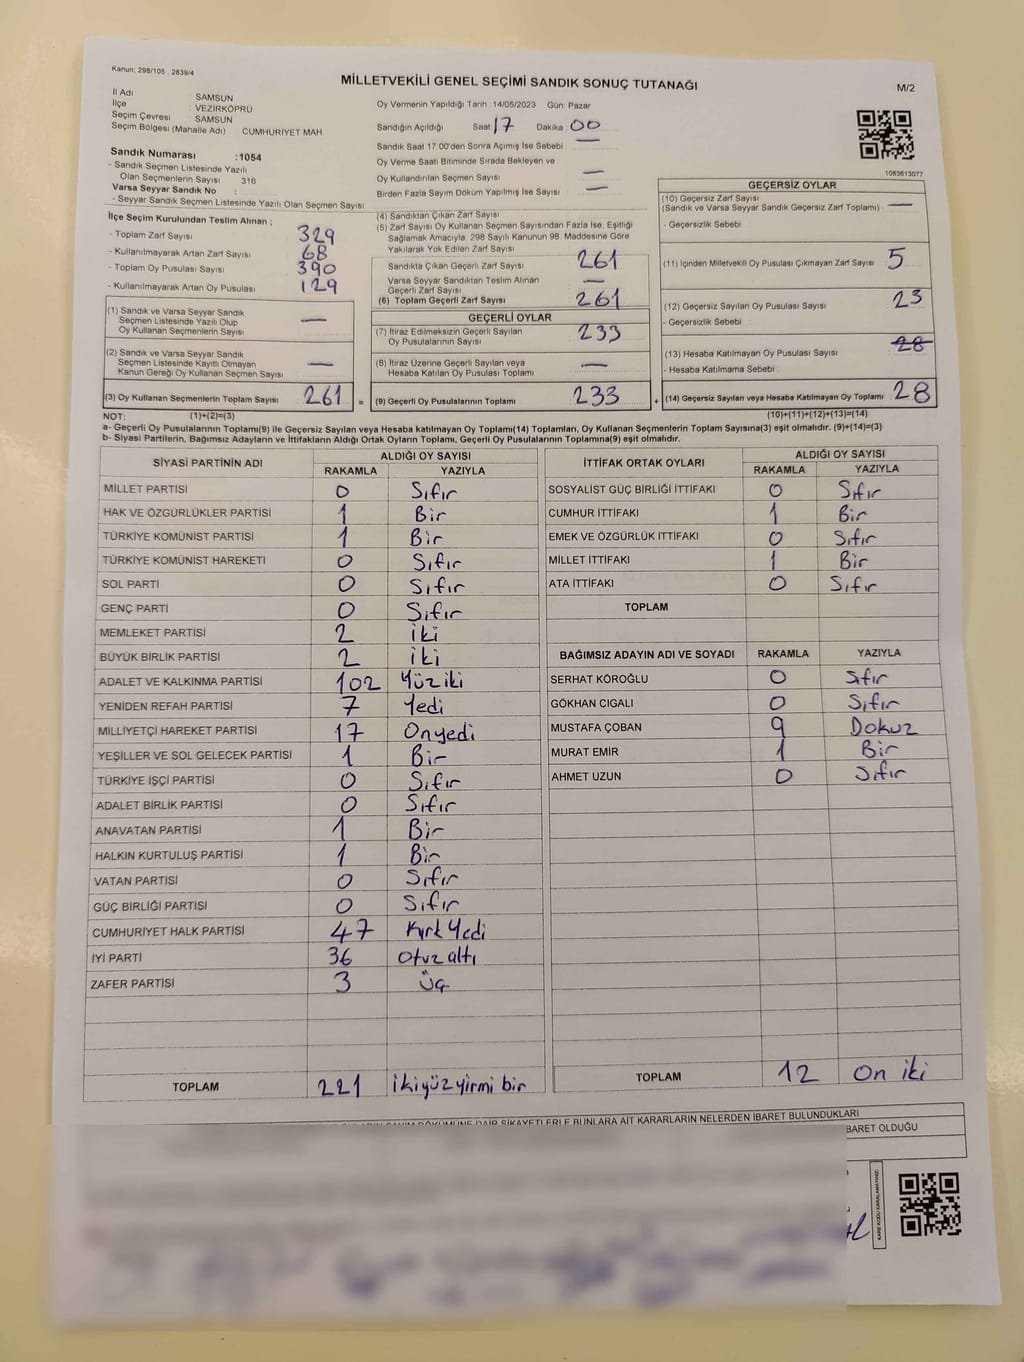 Kanun: 298/105 , 2839/4
MİLLETVEKİLİ GENEL SEÇİMİ SANDIK SONUÇ TUTANAĞI
M/2
İl Adı : SAMSUN
İlçe : VEZİRKÖPRÜ
Seçim Çevresi : SAMSUN
Seçim Bölgesi (Mahalle Adı) : CUMHURİYET MAH
Sandık Numarası :1054
- Sandık Seçmen Listesinde Yazılı
Olan Seçmenlerin Sayısı : 316
Varsa Seyyar Sandık No :
- Seyyar Sandık Seçmen Listesinde Yazılı Olan Seçmen Sayısı
Oy Vermenin Yapıldığı Tarih :14/05/2023 Gün: Pazar
Sandığın Açıldığı Saat 17 Dakika 00
Sandık Saat 17:00'den Sonra Açımış İse Sebebi —
Oy Verme Saati Bitiminde Sırada Bekleyen ve
Oy Kullandırılan Seçmen Sayısı —
Birden Fazla Sayım Döküm Yapılmış İse Sayısı —
1083613077
İlçe Seçim Kurulundan Teslim Alınan ;
- Toplam Zarf Sayısı 329
- Kullanılmayarak Artan Zarf Sayısı 68
- Toplam Oy Pusulası Sayısı 390
- Kullanılmayarak Artan Oy Pusulası 129
(1) Sandık ve Varsa Seyyar Sandık
Seçmen Listesinde Yazılı Olup
Oy Kullanan Seçmenlerin Sayısı —
(2) Sandık ve Varsa Seyyar Sandık
Seçmen Listesinde Kayıtlı Olmayan
Kanun Gereği Oy Kullanan Seçmen Sayısı —
(3) Oy Kullanan Seçmenlerin Toplam Sayısı 261 =
(4) Sandıktan Çıkan Zarf Sayısı
(5) Zarf Sayısı Oy Kullanan Seçmen Sayısından Fazla İse, Eşitliği
Sağlamak Amacıyla, 298 Sayılı Kanunun 98. Maddesine Göre
Yakılarak Yok Edilen Zarf Sayısı
Sandıkta Çıkan Geçerli Zarf Sayısı 261
Varsa Seyyar Sandıktan Teslim Alınan
Geçerli Zarf Sayısı —
(6) Toplam Geçerli Zarf Sayısı 261
GEÇERLİ OYLAR
(7) İtiraz Edilmeksizin Geçerli Sayılan
Oy Pusulalarının Sayısı 233
(8) İtiraz Üzerine Geçerli Sayılan veya
Hesaba Katılan Oy Pusulası Toplamı —
(9) Geçerli Oy Pusulalarının Toplamı 233 +
GEÇERSİZ OYLAR
(10) Geçersiz Zarf Sayısı
(Sandık ve Varsa Seyyar Sandık Geçersiz Zarf Toplamı) —
- Geçersizlik Sebebi :
(11) İçinden Milletvekili Oy Pusulası Çıkmayan Zarf Sayısı 5
(12) Geçersiz Sayılan Oy Pusulası Sayısı 23
- Geçersizlik Sebebi :
28
(13) Hesaba Katılmayan Oy Pusulası Sayısı
- Hesaba Katılmama Sebebi :
(14) Geçersiz Sayılan veya Hesaba Katılmayan Oy Toplamı 28
NOT: (1)+(2)=(3) (10)+(11)+(12)+(13)=(14)
a- Geçerli Oy Pusulalarının Toplamı(9) ile Geçersiz Sayılan veya Hesaba katılmayan Oy Toplamı(14) Toplamları, Oy Kullanan Seçmenlerin Toplam Sayısına(3) eşit olmalıdır. (9)+(14)=(3)
b- Siyasi Partilerin, Bağımsız Adayların ve İttifakların Aldığı Ortak Oyların Toplamı, Geçerli Oy Pusulalarının Toplamına(9) eşit olmalıdır.
SİYASİ PARTİNİN ADI ALDIĞI OY SAYISI
RAKAMLA YAZIYLA
MİLLET PARTİSİ 0 Sıfır
HAK VE ÖZGÜRLÜKLER PARTİSİ 1 Bir
TÜRKİYE KOMÜNİST PARTİSİ 1 Bir
TÜRKİYE KOMÜNİST HAREKETİ 0 Sıfır
SOL PARTİ 0 Sıfır
GENÇ PARTİ 0 Sıfır
MEMLEKET PARTİSİ 2 iki
BÜYÜK BİRLİK PARTİSİ 2 iki
ADALET VE KALKINMA PARTİSİ 102 Yüz iki
YENİDEN REFAH PARTİSİ 7 Yedi
MİLLİYETÇİ HAREKET PARTİSİ 17 Onyedi
YEŞİLLER VE SOL GELECEK PARTİSİ 1 Bir
TÜRKİYE İŞÇİ PARTİSİ 0 Sıfır
ADALET BİRLİK PARTİSİ 0 Sıfır
ANAVATAN PARTİSİ 1 Bir
HALKIN KURTULUŞ PARTİSİ 1 Bir
VATAN PARTİSİ 0 Sıfır
GÜÇ BİRLİĞİ PARTİSİ 0 Sıfır
CUMHURİYET HALK PARTİSİ 47 Kırk Yedi
İYİ PARTİ 36 Otuz altı
ZAFER PARTİSİ 3 Üç
TOPLAM 221 ikiyüz yirmi bir
İTTİFAK ORTAK OYLARI ALDIĞI OY SAYISI
RAKAMLA YAZIYLA
SOSYALİST GÜÇ BİRLİĞİ İTTİFAKI 0 Sıfır
CUMHUR İTTİFAKI 1 Bir
EMEK VE ÖZGÜRLÜK İTTİFAKI 0 Sıfır
MİLLET İTTİFAKI 1 Bir
ATA İTTİFAKI 0 Sıfır
TOPLAM
BAĞIMSIZ ADAYIN ADI VE SOYADI RAKAMLA YAZIYLA
SERHAT KÖROĞLU 0 Sıfır
GÖKHAN CIGALI 0 Sıfır
MUSTAFA ÇOBAN 9 Dokuz
MURAT EMİR 1 Bir
AHMET UZUN 0 Sıfır
TOPLAM 12 On iki
DAİR ŞİKAYETLERLE BUNLARA AİT KARARLARIN NELERDEN İBARET BULUNDUKLARI
BARET OLDUĞU